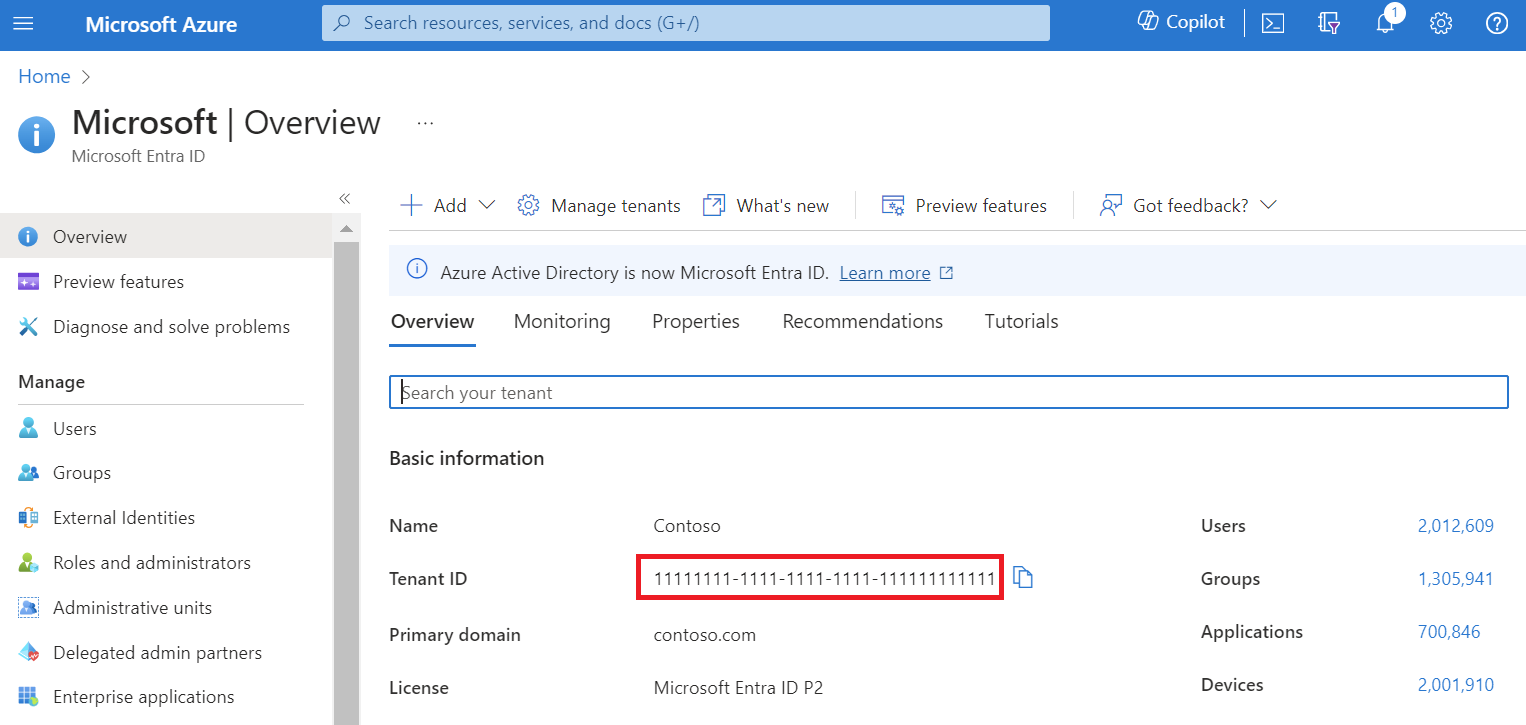 Microsoft Azure
Search resources, services, and docs (G+/)
Copilot
1
Home
Microsoft | Overview
...
Microsoft Entra ID
Add
Manage tenants
What's new
Preview features
Got feedback?
Overview
Preview features
Diagnose and solve problems
Manage
Users
Groups
External Identities
Roles and administrators
Administrative units
Delegated admin partners
Enterprise applications
Azure Active Directory is now Microsoft Entra ID. Learn more
Overview Monitoring Properties Recommendations Tutorials
Search your tenant
Basic information
Name Contoso Users 2,012,609
Tenant ID 11111111-1111-1111-1111-111111111111 Groups 1,305,941
Primary domain contoso.com Applications 700,846
License Microsoft Entra ID P2 Devices 2,001,910